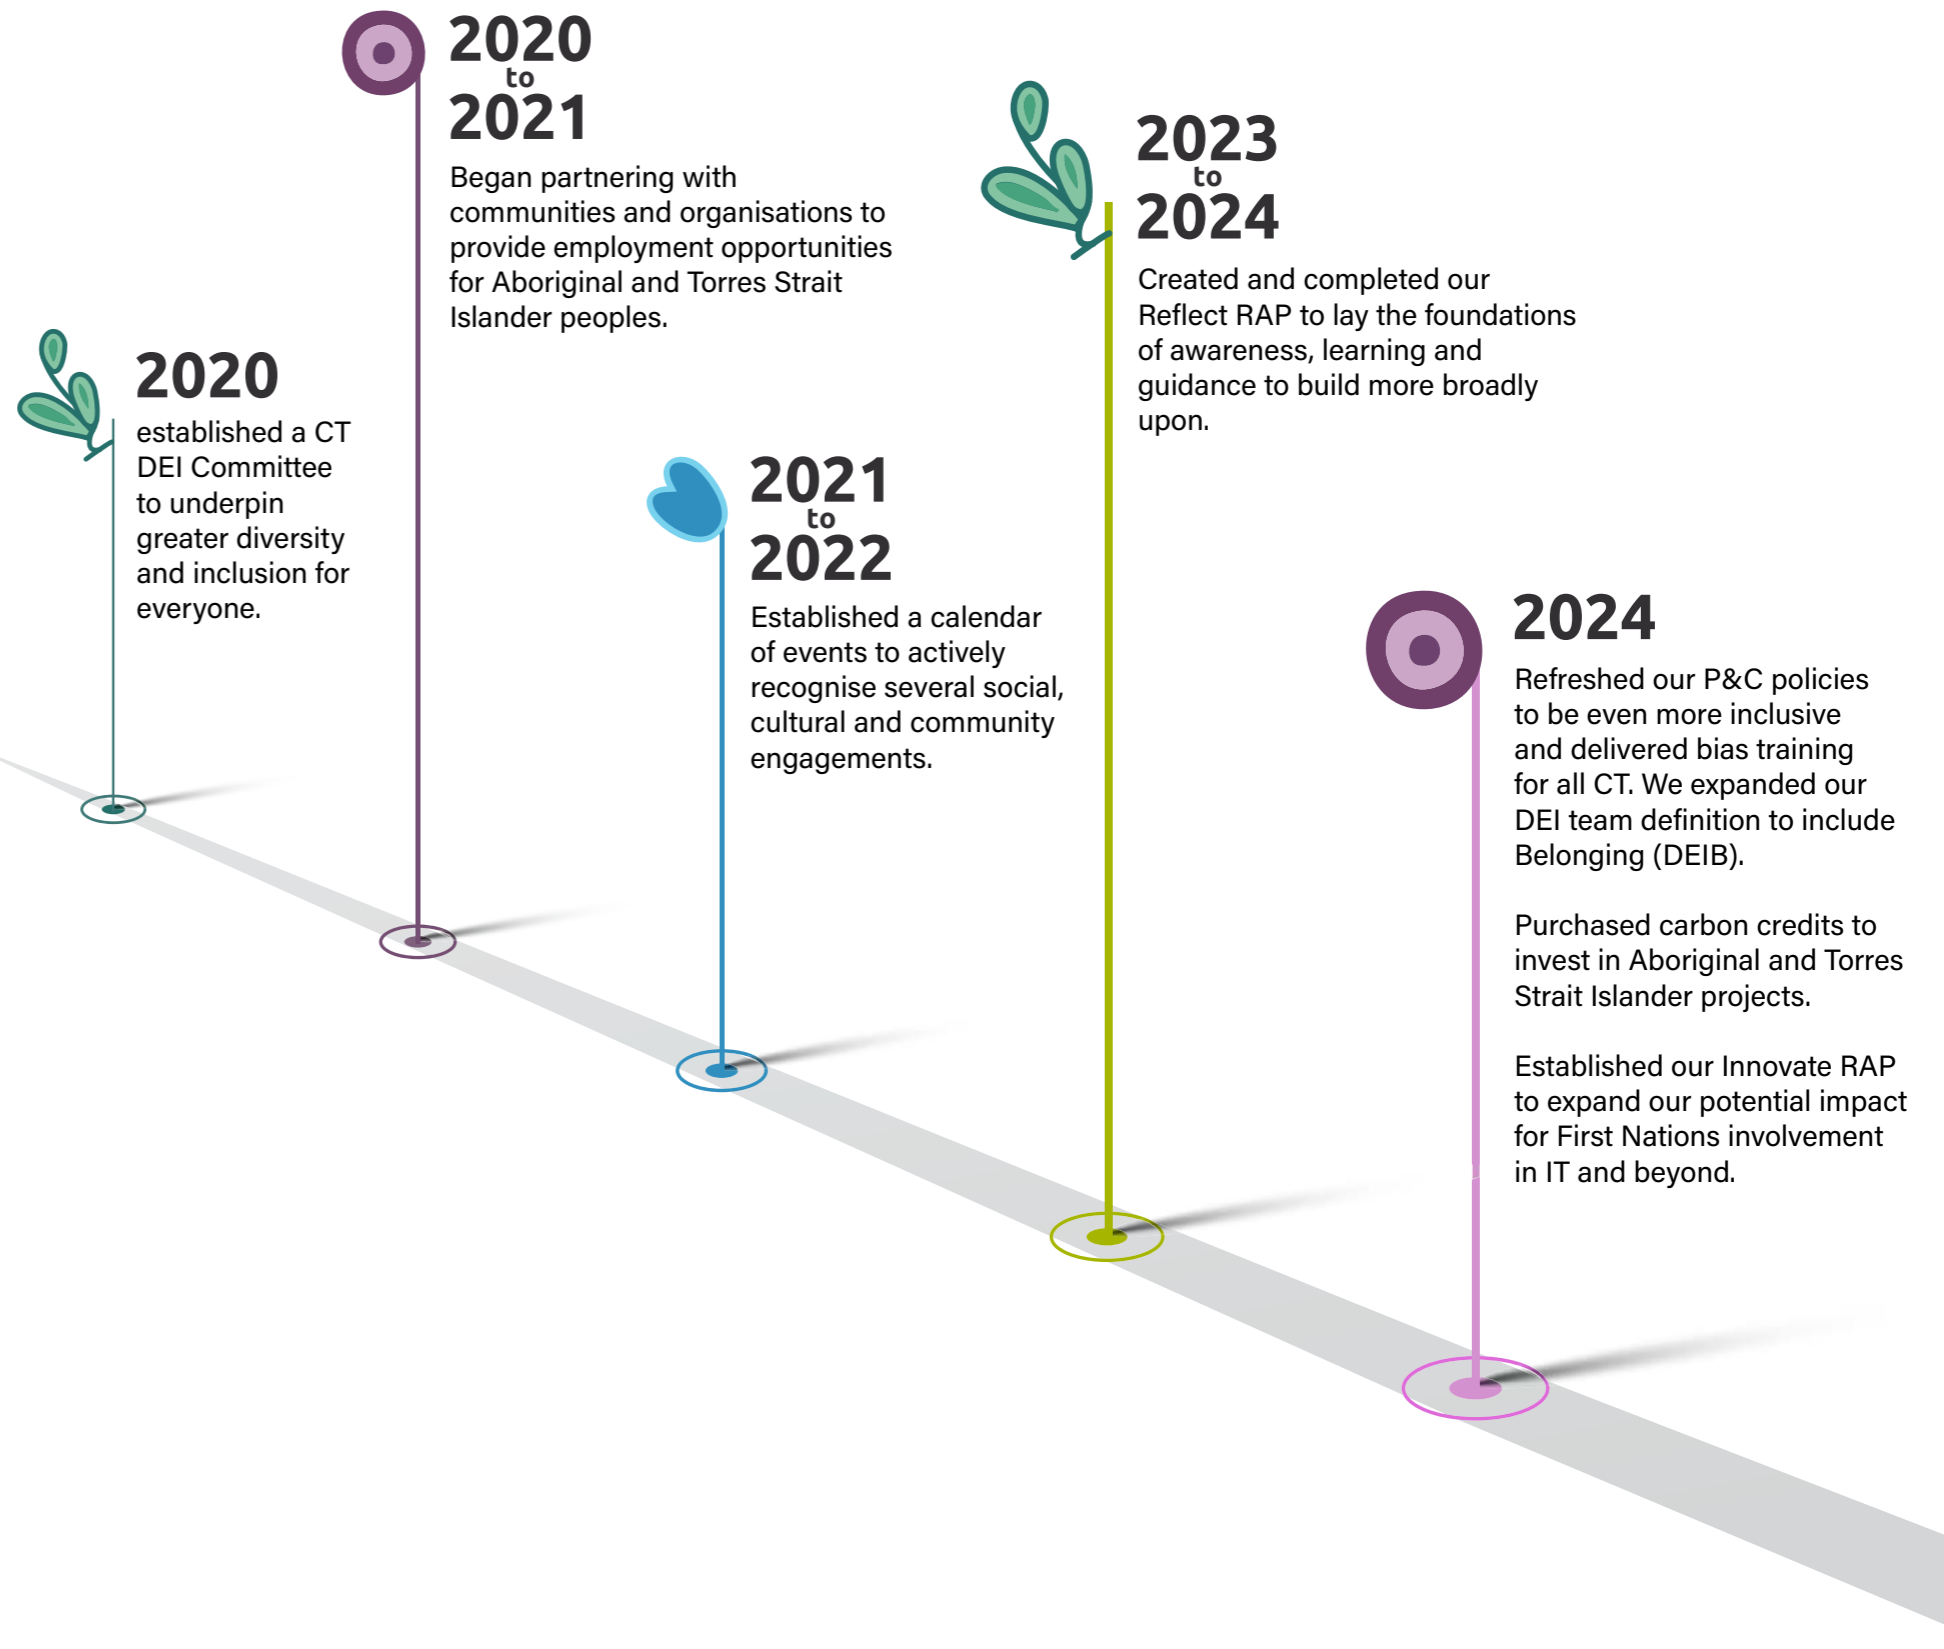 2020
established a CT
DEI Committee
to underpin
greater diversity
and inclusion for
everyone.
2020
to
2021
Began partnering with
communities and organisations to
provide employment opportunities
for Aboriginal and Torres Strait
Islander peoples.
2021
to
2022
Established a calendar
of events to actively
recognise several social,
cultural and community
engagements.
2023
to
2024
Created and completed our
Reflect RAP to lay the foundations
of awareness, learning and
guidance to build more broadly
upon.
2024
Refreshed our P&C policies
to be even more inclusive
and delivered bias training
for all CT. We expanded our
DEI team definition to include
Belonging (DEIB).
Purchased carbon credits to
invest in Aboriginal and Torres
Strait Islander projects.
Established our Innovate RAP
to expand our potential impact
for First Nations involvement
in IT and beyond.